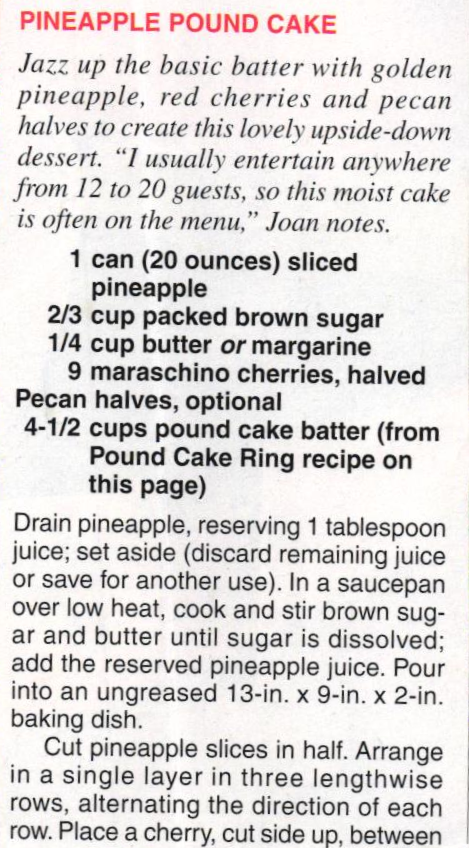 PINEAPPLE POUND CAKE
Jazz up the basic batter with golden
pineapple, red cherries and pecan
halves to create this lovely upside-down
dessert. “I usually entertain anywhere
from 12 to 20 guests, so this moist cake
is often on the menu,” Joan notes.
1 can (20 ounces) sliced
pineapple
2/3 cup packed brown sugar
1/4 cup butter or margarine
9 maraschino cherries, halved
Pecan halves, optional
4-1/2 cups pound cake batter (from
Pound Cake Ring recipe on
this page)
Drain pineapple, reserving 1 tablespoon
juice; set aside (discard remaining juice
or save for another use). In a saucepan
over low heat, cook and stir brown sug-
ar and butter until sugar is dissolved;
add the reserved pineapple juice. Pour
into an ungreased 13-in. x 9-in. x 2-in.
baking dish.
Cut pineapple slices in half. Arrange
in a single layer in three lengthwise
rows, alternating the direction of each
row. Place a cherry, cut side up, between